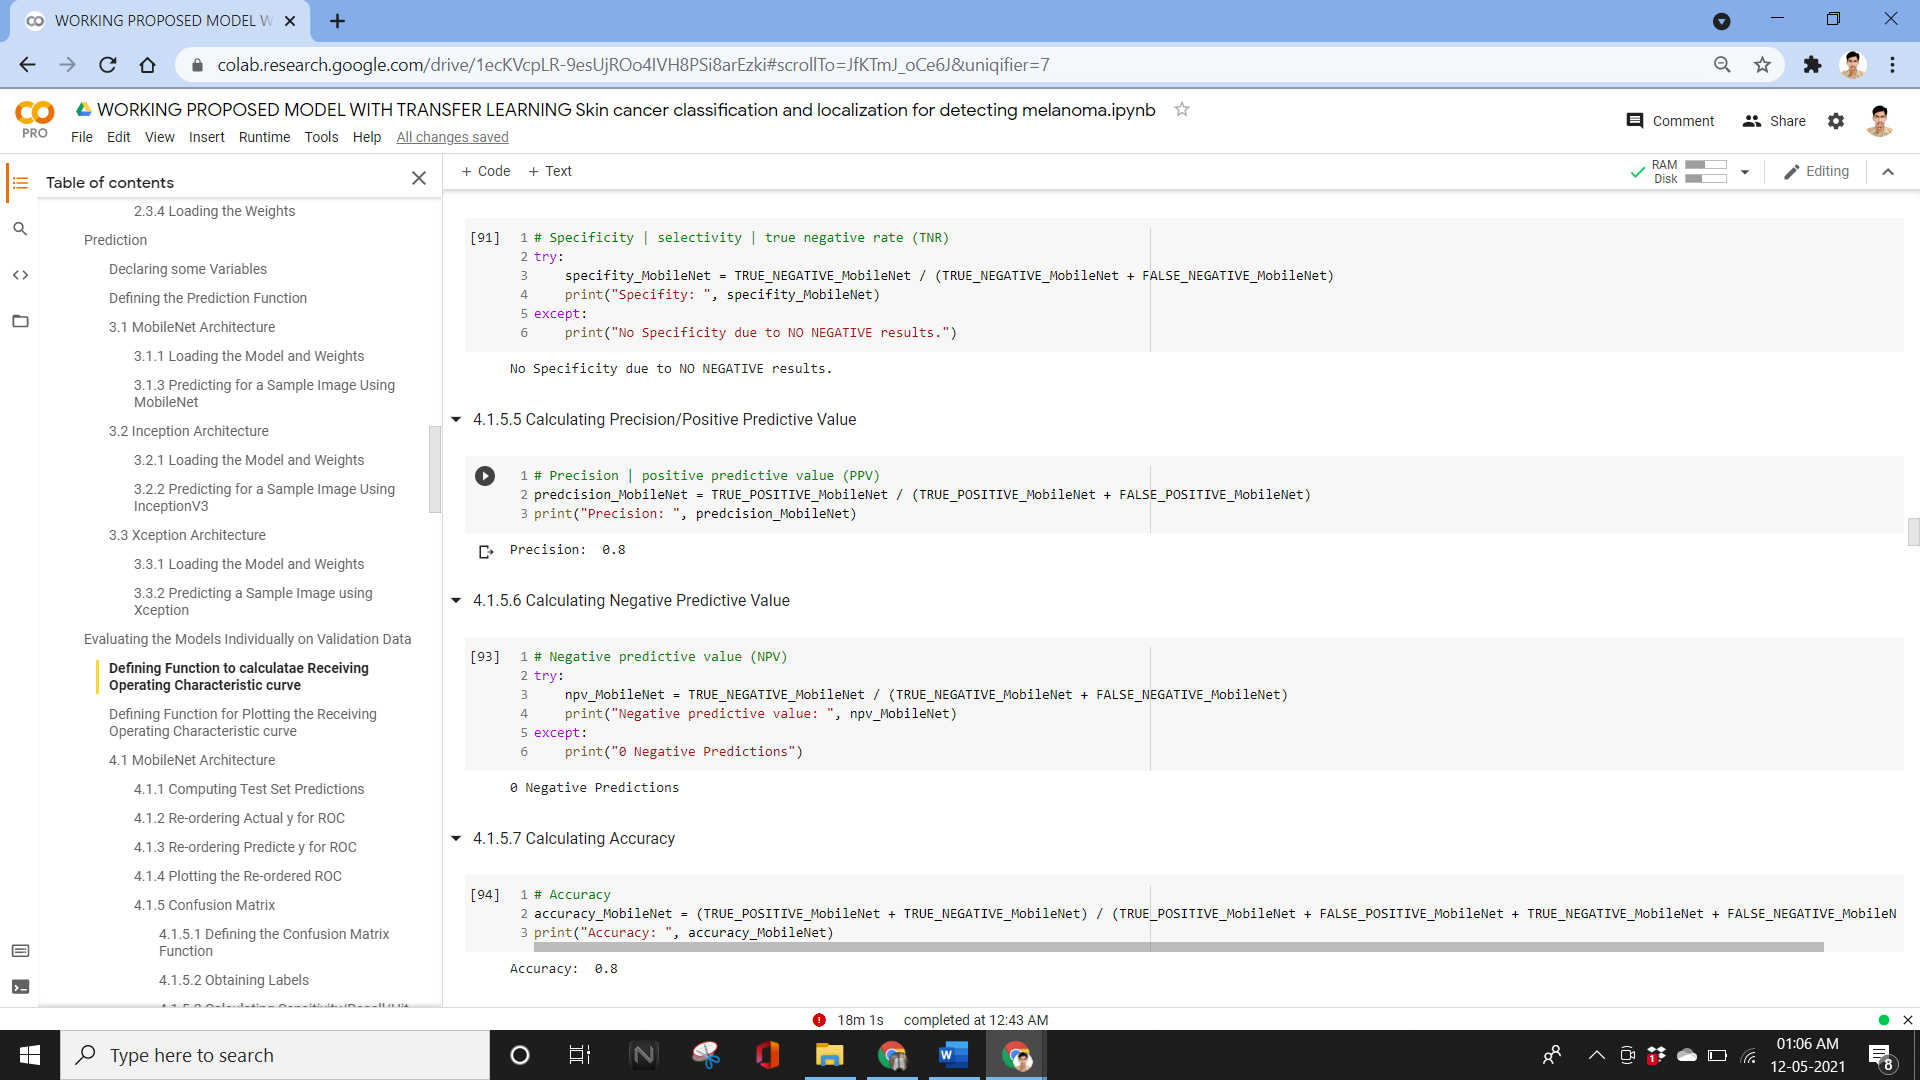 WORKING PROPOSED MODEL W
colab.research.google.com/drive/1ecKVcpLR-9esUjROo4IVH8PSi8arEzki#scrollTo=JfKTmJ_oCe6J&uniqifier=7
CO
PRO
WORKING PROPOSED MODEL WITH TRANSFER LEARNING Skin cancer classification and localization for detecting melanoma.ipynb
File Edit View Insert Runtime Tools Help All changes saved
Comment Share
Table of contents
2.3.4 Loading the Weights
Prediction
Declaring some Variables
Defining the Prediction Function
3.1 MobileNet Architecture
3.1.1 Loading the Model and Weights
3.1.3 Predicting for a Sample Image Using
MobileNet
3.2 Inception Architecture
3.2.1 Loading the Model and Weights
3.2.2 Predicting for a Sample Image Using
InceptionV3
3.3 Xception Architecture
3.3.1 Loading the Model and Weights
3.3.2 Predicting a Sample Image using
Xception
Evaluating the Models Individually on Validation Data
Defining Function to calculatae Receiving
Operating Characteristic curve
Defining Function for Plotting the Receiving
Operating Characteristic curve
4.1 MobileNet Architecture
4.1.1 Computing Test Set Predictions
4.1.2 Re-ordering Actual y for ROC
4.1.3 Re-ordering Predicte y for ROC
4.1.4 Plotting the Re-ordered ROC
4.1.5 Confusion Matrix
4.1.5.1 Defining the Confusion Matrix
Function
4.1.5.2 Obtaining Labels
+ Code + Text
RAM
Disk
Editing
[91] 1 # Specificity | selectivity | true negative rate (TNR)
2 try:
3 specifity_MobileNet = TRUE_NEGATIVE_MobileNet / (TRUE_NEGATIVE_MobileNet + FALSE_NEGATIVE_MobileNet)
4 print("Specifity: ", specifity_MobileNet)
5 except:
6 print("No Specificity due to NO NEGATIVE results.")
No Specificity due to NO NEGATIVE results.
4.1.5.5 Calculating Precision/Positive Predictive Value
1 # Precision | positive predictive value (PPV)
2 predcision_MobileNet = TRUE_POSITIVE_MobileNet / (TRUE_POSITIVE_MobileNet + FALSE_POSITIVE_MobileNet)
3 print("Precision: ", predcision_MobileNet)
Precision: 0.8
4.1.5.6 Calculating Negative Predictive Value
[93] 1 # Negative predictive value (NPV)
2 try:
3 npv_MobileNet = TRUE_NEGATIVE_MobileNet / (TRUE_NEGATIVE_MobileNet + FALSE_NEGATIVE_MobileNet)
4 print("Negative predictive value: ", npv_MobileNet)
5 except:
6 print("0 Negative Predictions")
0 Negative Predictions
4.1.5.7 Calculating Accuracy
[94] 1 # Accuracy
2 accuracy_MobileNet = (TRUE_POSITIVE_MobileNet + TRUE_NEGATIVE_MobileNet) / (TRUE_POSITIVE_MobileNet + FALSE_POSITIVE_MobileNet + TRUE_NEGATIVE_MobileNet + FALSE_NEGATIVE_MobileN
3 print("Accuracy: ", accuracy_MobileNet)
Accuracy: 0.8
18m 1s completed at 12:43 AM
Type here to search
01:06 AM
12-05-2021
8